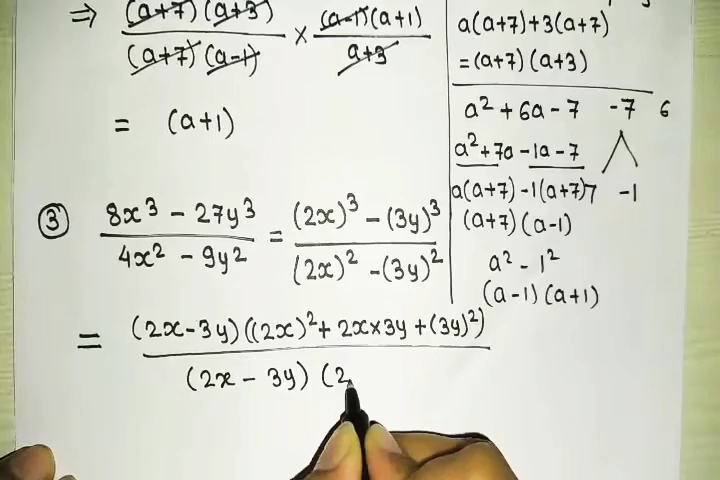 ⇒ (a+7)(a+3) / (a+7)(a-1) × (a-1)(a+1) / a+3
= (a+1)
③ 8x³ - 27y³ / 4x² - 9y² = (2x)³ - (3y)³ / (2x)² - (3y)²
= (2x-3y)((2x)²+ 2x×3y + (3y)²) / (2x - 3y) (2
a(a+7)+3(a+7)
=(a+7)(a+3)
a² + 6a - 7 -7 6
a²+7a -1a -7
a(a+7) -1(a+7) 7 -1
(a+7)(a-1)
a² - 1²
(a-1)(a+1)